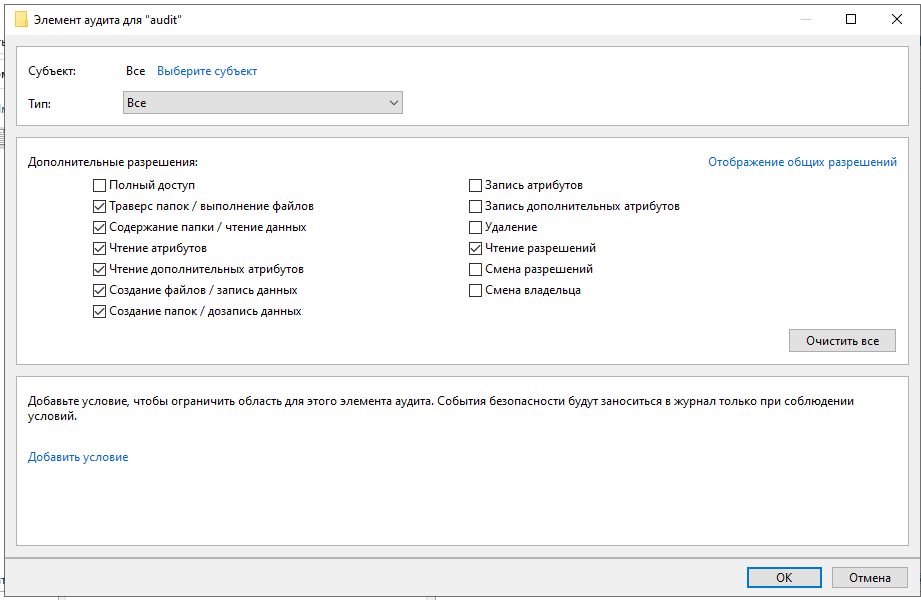 Элемент аудита для "audit"
Субъект: Все Выберите субъект
Тип: Все
Дополнительные разрешения: Отображение общих разрешений
Полный доступ
Траверс папок / выполнение файлов
Содержание папки / чтение данных
Чтение атрибутов
Чтение дополнительных атрибутов
Создание файлов / запись данных
Создание папок / дозапись данных
Запись атрибутов
Запись дополнительных атрибутов
Удаление
Чтение разрешений
Смена разрешений
Смена владельца
Очистить все
Добавьте условие, чтобы ограничить область для этого элемента аудита. События безопасности будут заноситься в журнал только при соблюдении
условий.
Добавить условие
OK Отмена